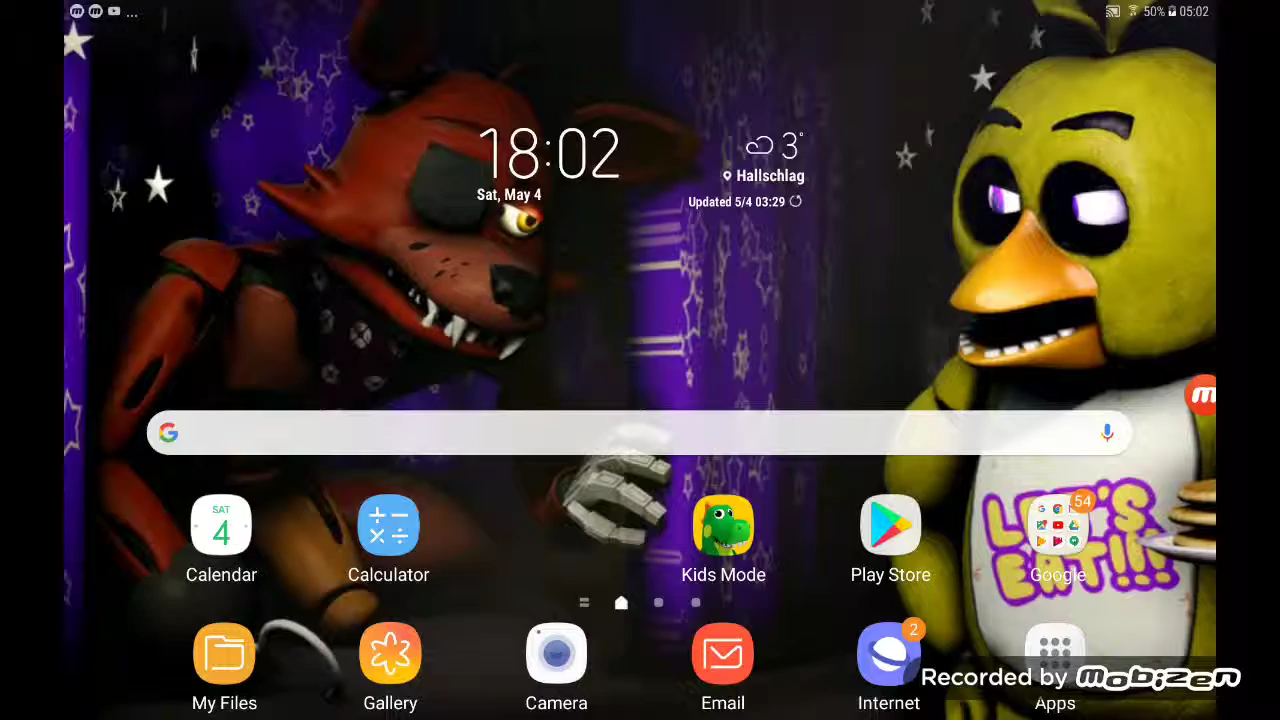 ... 50% 05:02
18:02
Sat, May 4
3°
Hallschlag
Updated 5/4 03:29
LET'S
EAT!!!
SAT
4
54
Calendar
Calculator
Kids Mode
Play Store
Google
2
My Files
Gallery
Camera
Email
Internet
Apps
Recorded by mobizen